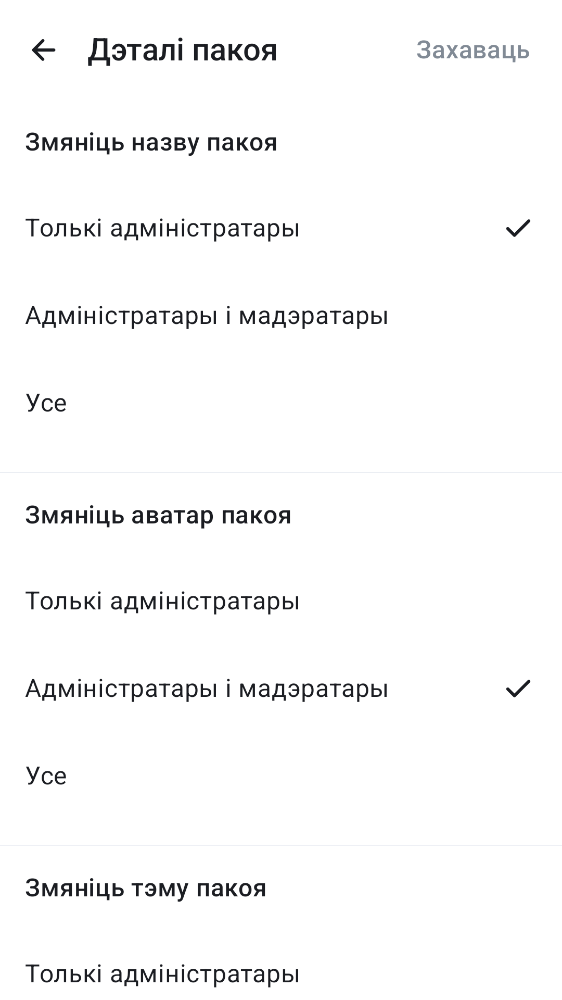 Дэталі пакоя Захаваць
Змяніць назву пакоя
Толькі адміністратары
Адміністратары і мадэратары
Усе
Змяніць аватар пакоя
Толькі адміністратары
Адміністратары і мадэратары
Усе
Змяніць тэму пакоя
Толькі адміністратары